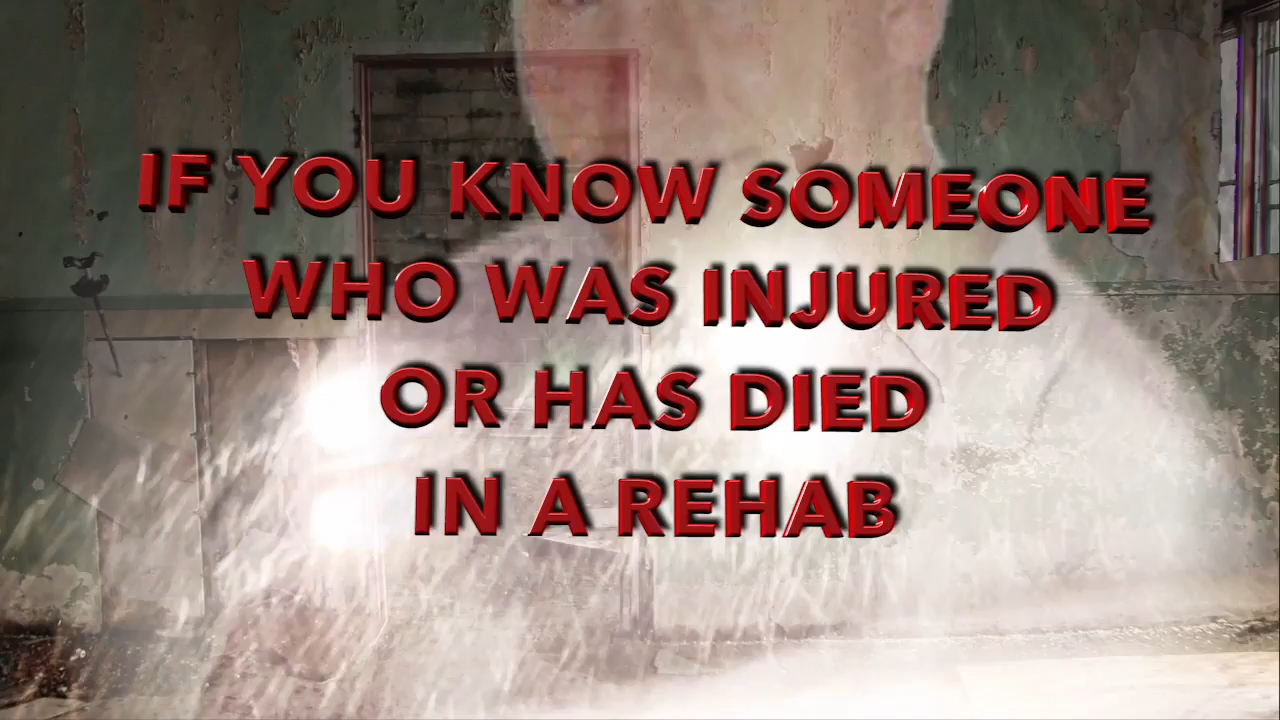 IF YOU KNOW SOMEONE
WHO WAS INJURED
OR HAS DIED
IN A REHAB